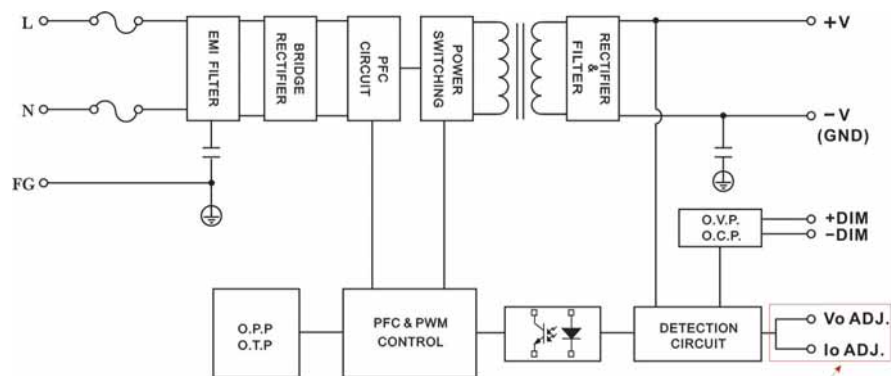 L
N
FG
EMI FILTER
BRIDGE
RECTIFIER
PFC
CIRCUIT
POWER
SWITCHING
RECTIFIER
&
FILTER
+V
−V
(GND)
O.V.P.
O.C.P.
+DIM
−DIM
O.P.P
O.T.P
PFC & PWM
CONTROL
DETECTION
CIRCUIT
Vo ADJ.
Io ADJ.